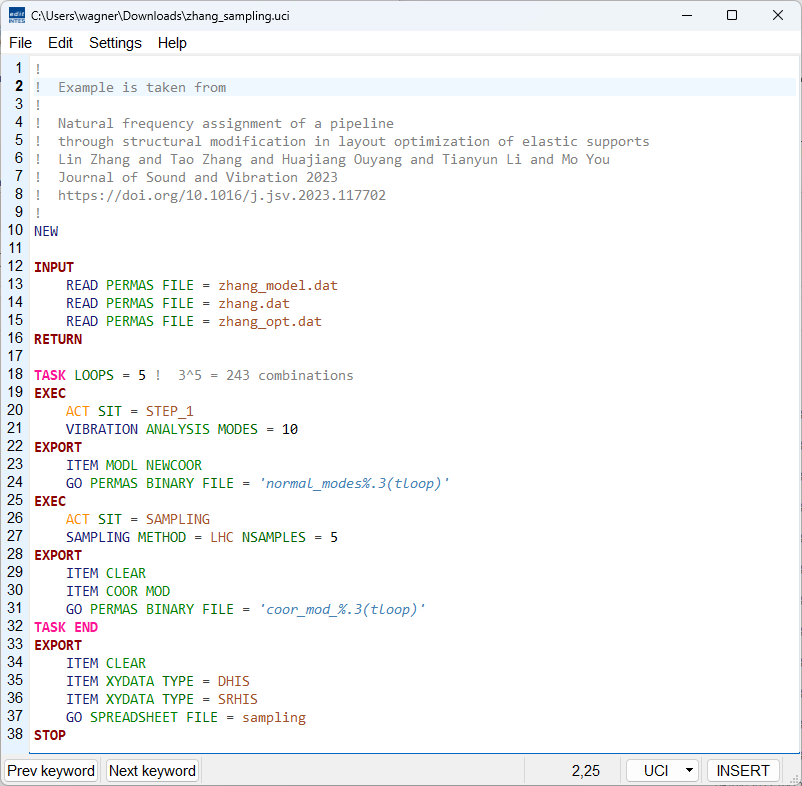 C:\Users\wagner\Downloads\zhang_sampling.uci
File Edit Settings Help
1 !
2 !  Example is taken from
3 !
4 !  Natural frequency assignment of a pipeline
5 !  through structural modification in layout optimization of elastic supports
6 !  Lin Zhang and Tao Zhang and Huajiang Ouyang and Tianyun Li and Mo You
7 !  Journal of Sound and Vibration 2023
8 !  https://doi.org/10.1016/j.jsv.2023.117702
9 !
10 NEW
11
12 INPUT
13     READ PERMAS FILE = zhang_model.dat
14     READ PERMAS FILE = zhang.dat
15     READ PERMAS FILE = zhang_opt.dat
16 RETURN
17
18 TASK LOOPS = 5 !  3^5 = 243 combinations
19 EXEC
20     ACT SIT = STEP_1
21     VIBRATION ANALYSIS MODES = 10
22 EXPORT
23     ITEM MODL NEWCOOR
24     GO PERMAS BINARY FILE = 'normal_modes%.3(tloop)'
25 EXEC
26     ACT SIT = SAMPLING
27     SAMPLING METHOD = LHC NSAMPLES = 5
28 EXPORT
29     ITEM CLEAR
30     ITEM COOR MOD
31     GO PERMAS BINARY FILE = 'coor_mod_%.3(tloop)'
32 TASK END
33 EXPORT
34     ITEM CLEAR
35     ITEM XYDATA TYPE = DHIS
36     ITEM XYDATA TYPE = SRHIS
37     GO SPREADSHEET FILE = sampling
38 STOP
Prev keyword Next keyword 2,25 UCI INSERT